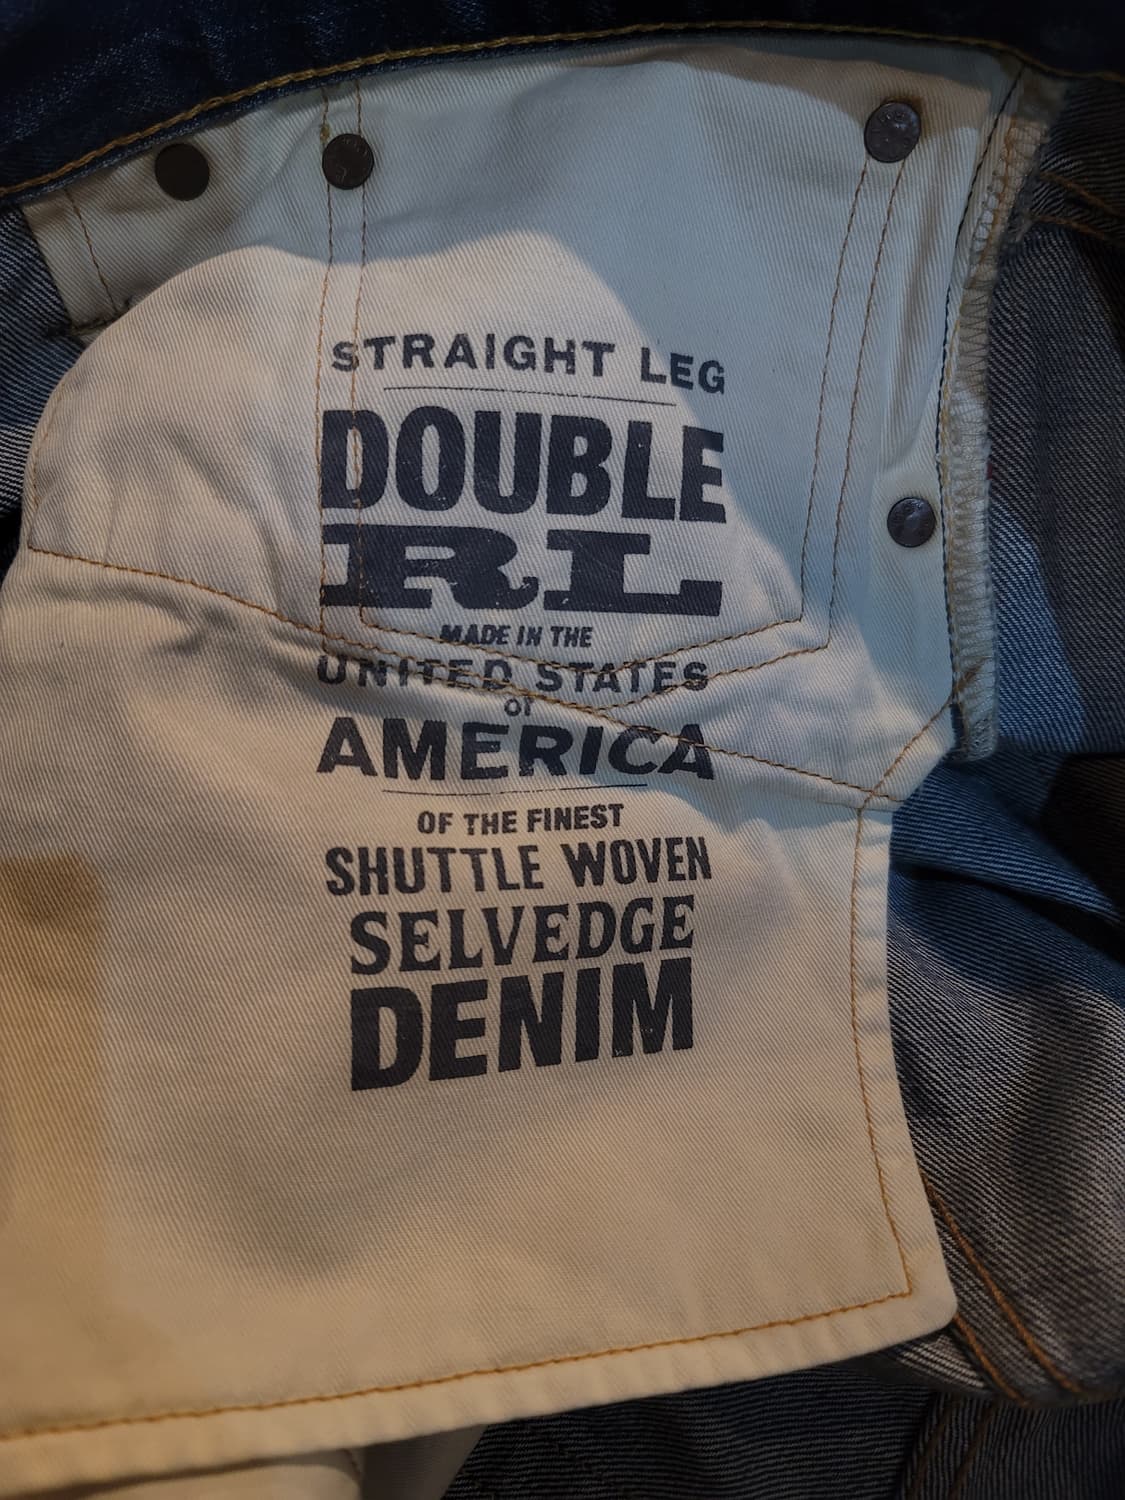 STRAIGHT LEG
DOUBLE
RL
MADE IN THE
UNITED STATES
of
AMERICA
OF THE FINEST
SHUTTLE WOVEN
SELVEDGE
DENIM